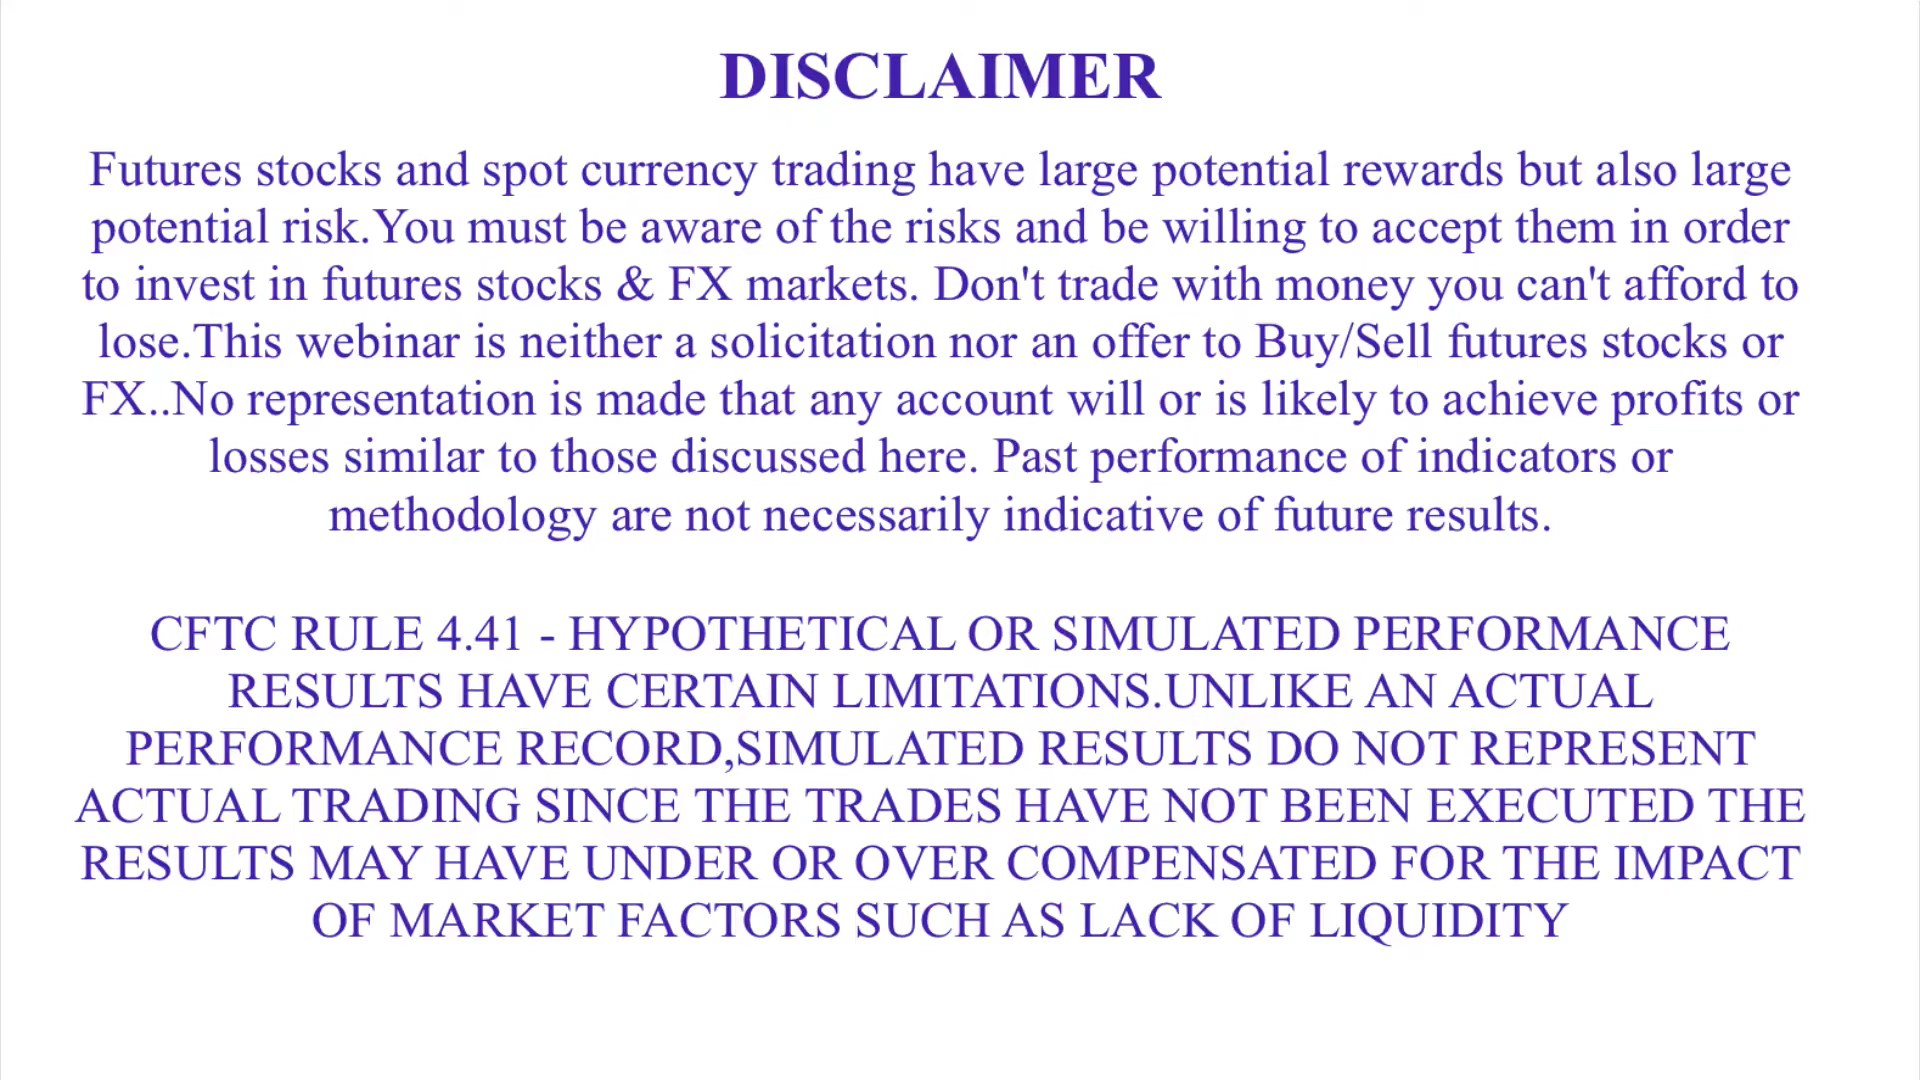 DISCLAIMER
Futures stocks and spot currency trading have large potential rewards but also large
potential risk.You must be aware of the risks and be willing to accept them in order
to invest in futures stocks & FX markets. Don't trade with money you can't afford to
lose.This webinar is neither a solicitation nor an offer to Buy/Sell futures stocks or
FX..No representation is made that any account will or is likely to achieve profits or
losses similar to those discussed here. Past performance of indicators or
methodology are not necessarily indicative of future results.
CFTC RULE 4.41 - HYPOTHETICAL OR SIMULATED PERFORMANCE
RESULTS HAVE CERTAIN LIMITATIONS.UNLIKE AN ACTUAL
PERFORMANCE RECORD,SIMULATED RESULTS DO NOT REPRESENT
ACTUAL TRADING SINCE THE TRADES HAVE NOT BEEN EXECUTED THE
RESULTS MAY HAVE UNDER OR OVER COMPENSATED FOR THE IMPACT
OF MARKET FACTORS SUCH AS LACK OF LIQUIDITY